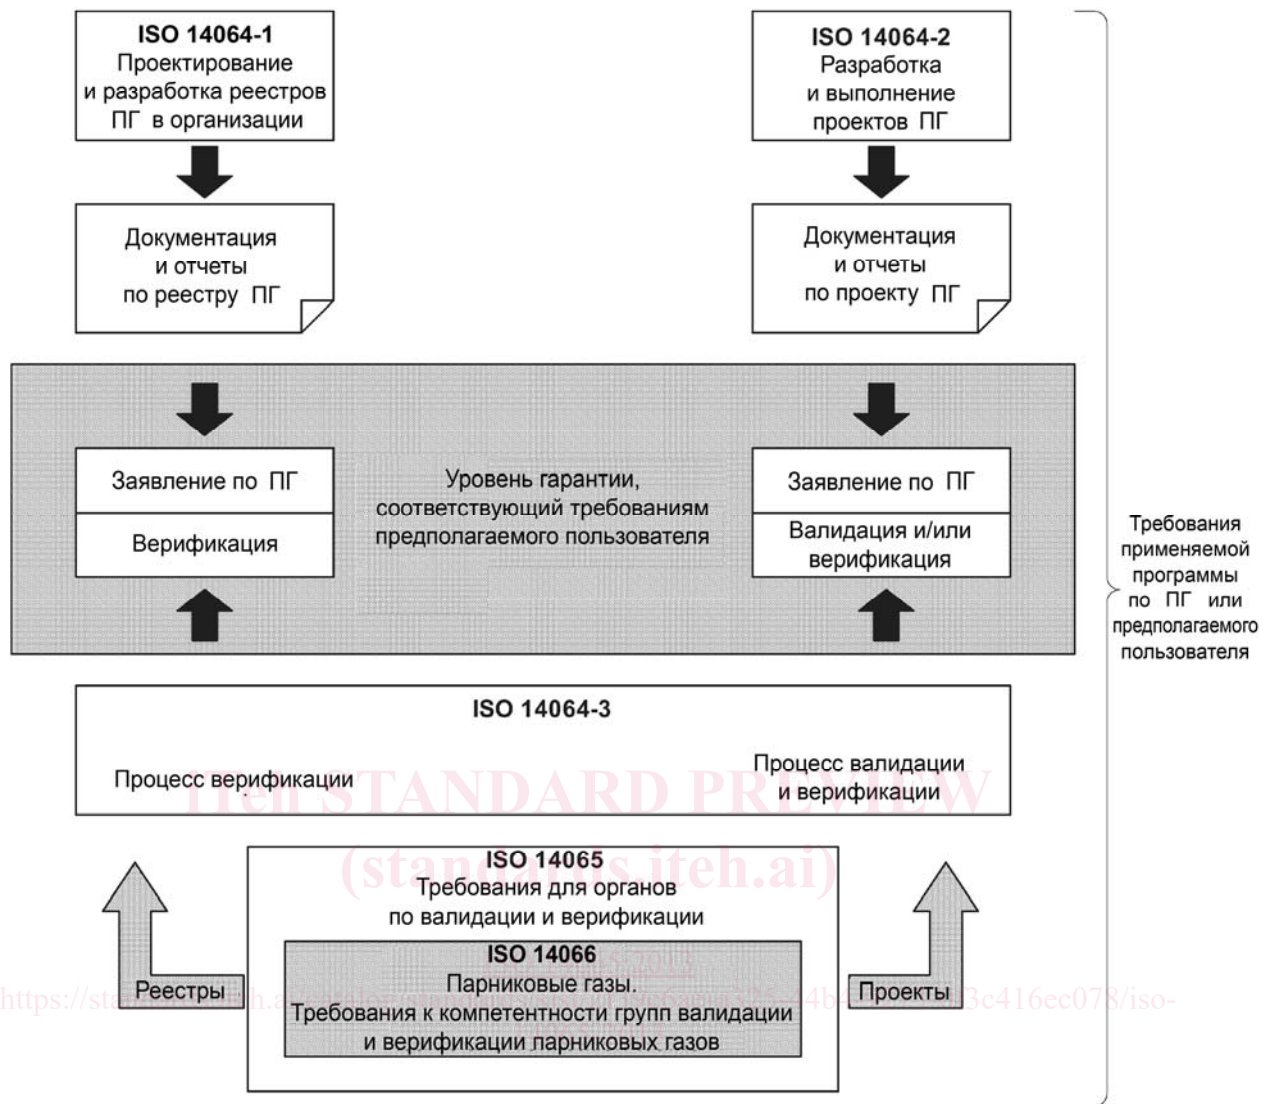 ISO 14064-1
Проектирование
и разработка реестров
ПГ в организации
ISO 14064-2
Разработка
и выполнение
проектов ПГ
Документация
и отчеты
по реестру ПГ
Документация
и отчеты
по проекту ПГ
Заявление по ПГ
Верификация
Уровень гарантии,
соответствующий требованиям
предполагаемого пользователя
Заявление по ПГ
Валидация и/или
верификация
Требования
применяемой
программы
по ПГ или
предполагаемого
пользователя
ISO 14064-3
Процесс верификации
Процесс валидации
и верификации
iTeh STANDARD PREVIEW
(standards.iteh.ai)
ISO 14065
Требования для органов
по валидации и верификации
ISO 14066
Парниковые газы.
Требования к компетентности групп валидации
и верификации парниковых газов
Реестры
Проекты